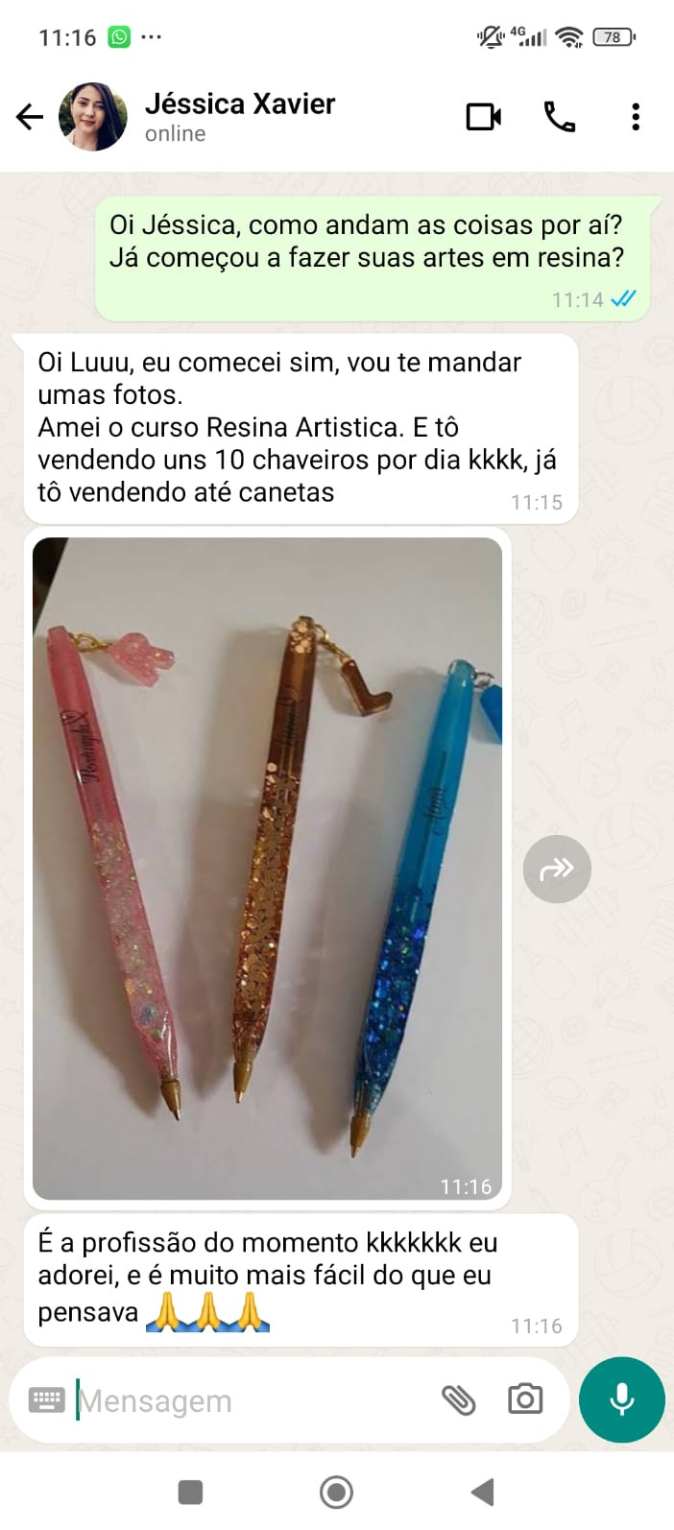 11:16
4G
78
Jéssica Xavier
online
Oi Jéssica, como andam as coisas por aí?
Já começou a fazer suas artes em resina?
11:14
Oi Luuu, eu comecei sim, vou te mandar
umas fotos.
Amei o curso Resina Artistica. E tô
vendendo uns 10 chaveiros por dia kkkk, já
tô vendendo até canetas
11:15
11:16
É a profissão do momento kkkkkkk eu
adorei, e é muito mais fácil do que eu
pensava 🙏🙏🙏
11:16
Mensagem